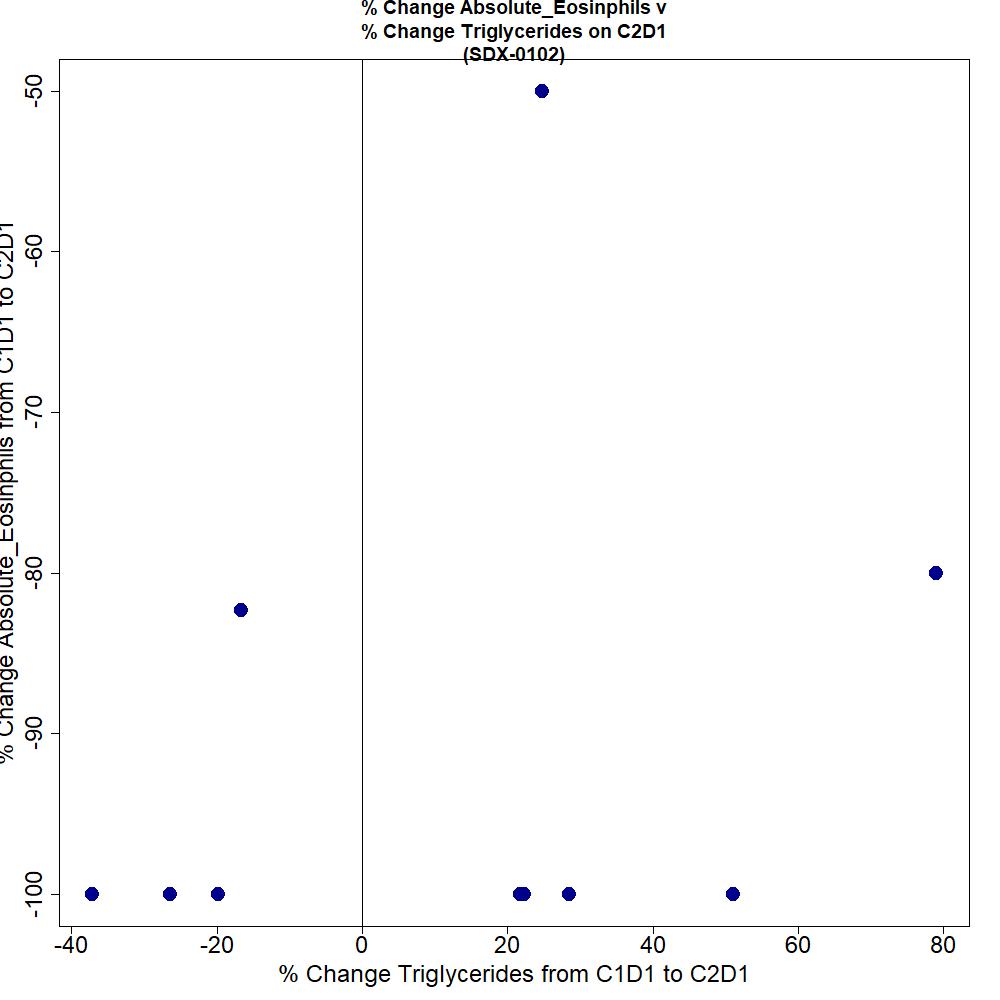 % Change Absolute_Eosinphils v
% Change Triglycerides on C2D1
(SDX-0102)
% Change Absolute_Eosinphils from C1D1 to C2D1
-50
-60
-70
-80
-90
-100
-40
-20
0
20
40
60
80
% Change Triglycerides from C1D1 to C2D1